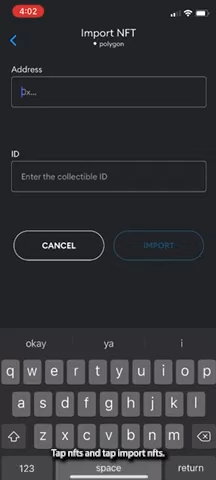 4:02
Import NFT
polygon
Address
0x...
ID
Enter the collectible ID
CANCEL
IMPORT
okay
ya
i
q w e r t y u i o p
a s d f g h j k l
z x c v b n m
Tap nfts and tap import nfts.
123
space
return